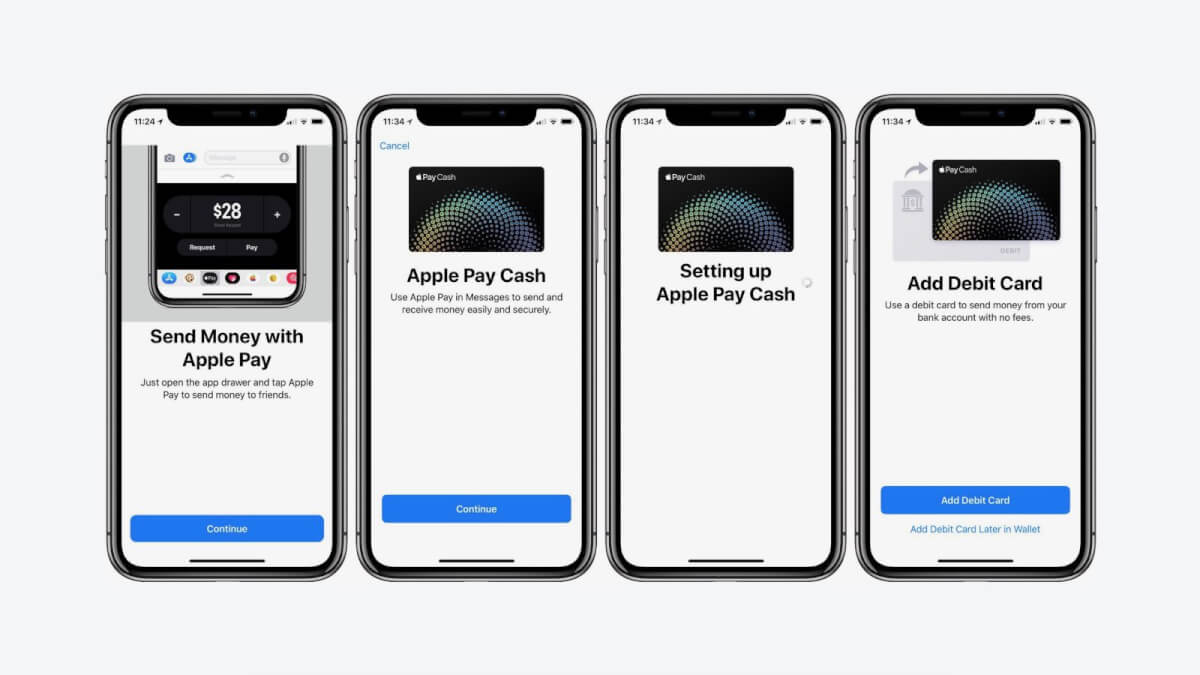 11:24
Message
$28
Request
Pay
Pay
Send Money with
Apple Pay
Just open the app drawer and tap Apple
Pay to send money to friends.
Continue
11:34
Cancel
Pay Cash
Apple Pay Cash
Use Apple Pay in Messages to send and
receive money easily and securely.
Continue
11:34
Pay Cash
Setting up
Apple Pay Cash
11:34
Pay Cash
DEBIT
Add Debit Card
Use a debit card to send money from your
bank account with no fees.
Add Debit Card
Add Debit Card Later in Wallet